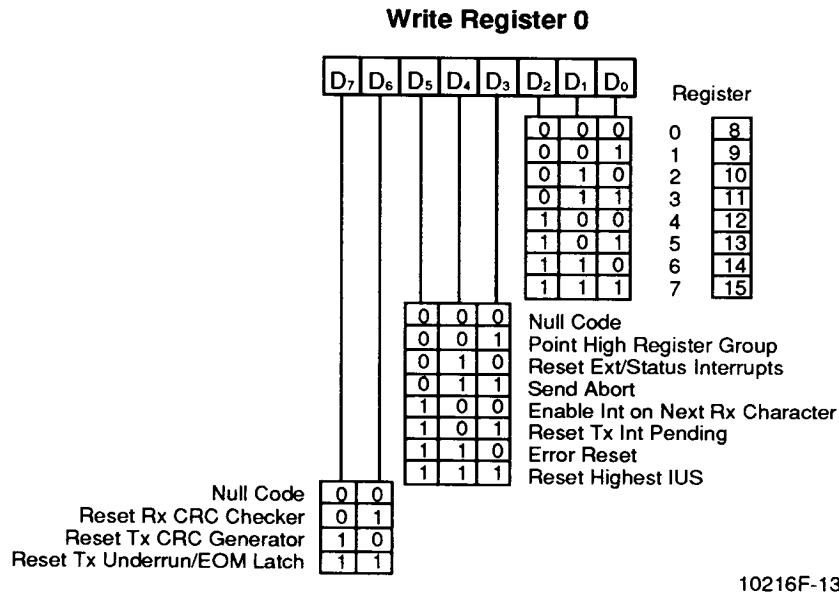 Write Register 0
D7 D6 D5 D4 D3 D2 D1 D0
Register
0 0 0 0 8
0 0 1 1 9
0 1 0 2 10
0 1 1 3 11
1 0 0 4 12
1 0 1 5 13
1 1 0 6 14
1 1 1 7 15
0 0 0 Null Code
0 0 1 Point High Register Group
0 1 0 Reset Ext/Status Interrupts
0 1 1 Send Abort
1 0 0 Enable Int on Next Rx Character
1 0 1 Reset Tx Int Pending
1 1 0 Error Reset
1 1 1 Reset Highest IUS
Null Code 0 0
Reset Rx CRC Checker 0 1
Reset Tx CRC Generator 1 0
Reset Tx Underrun/EOM Latch 1 1
10216F-13